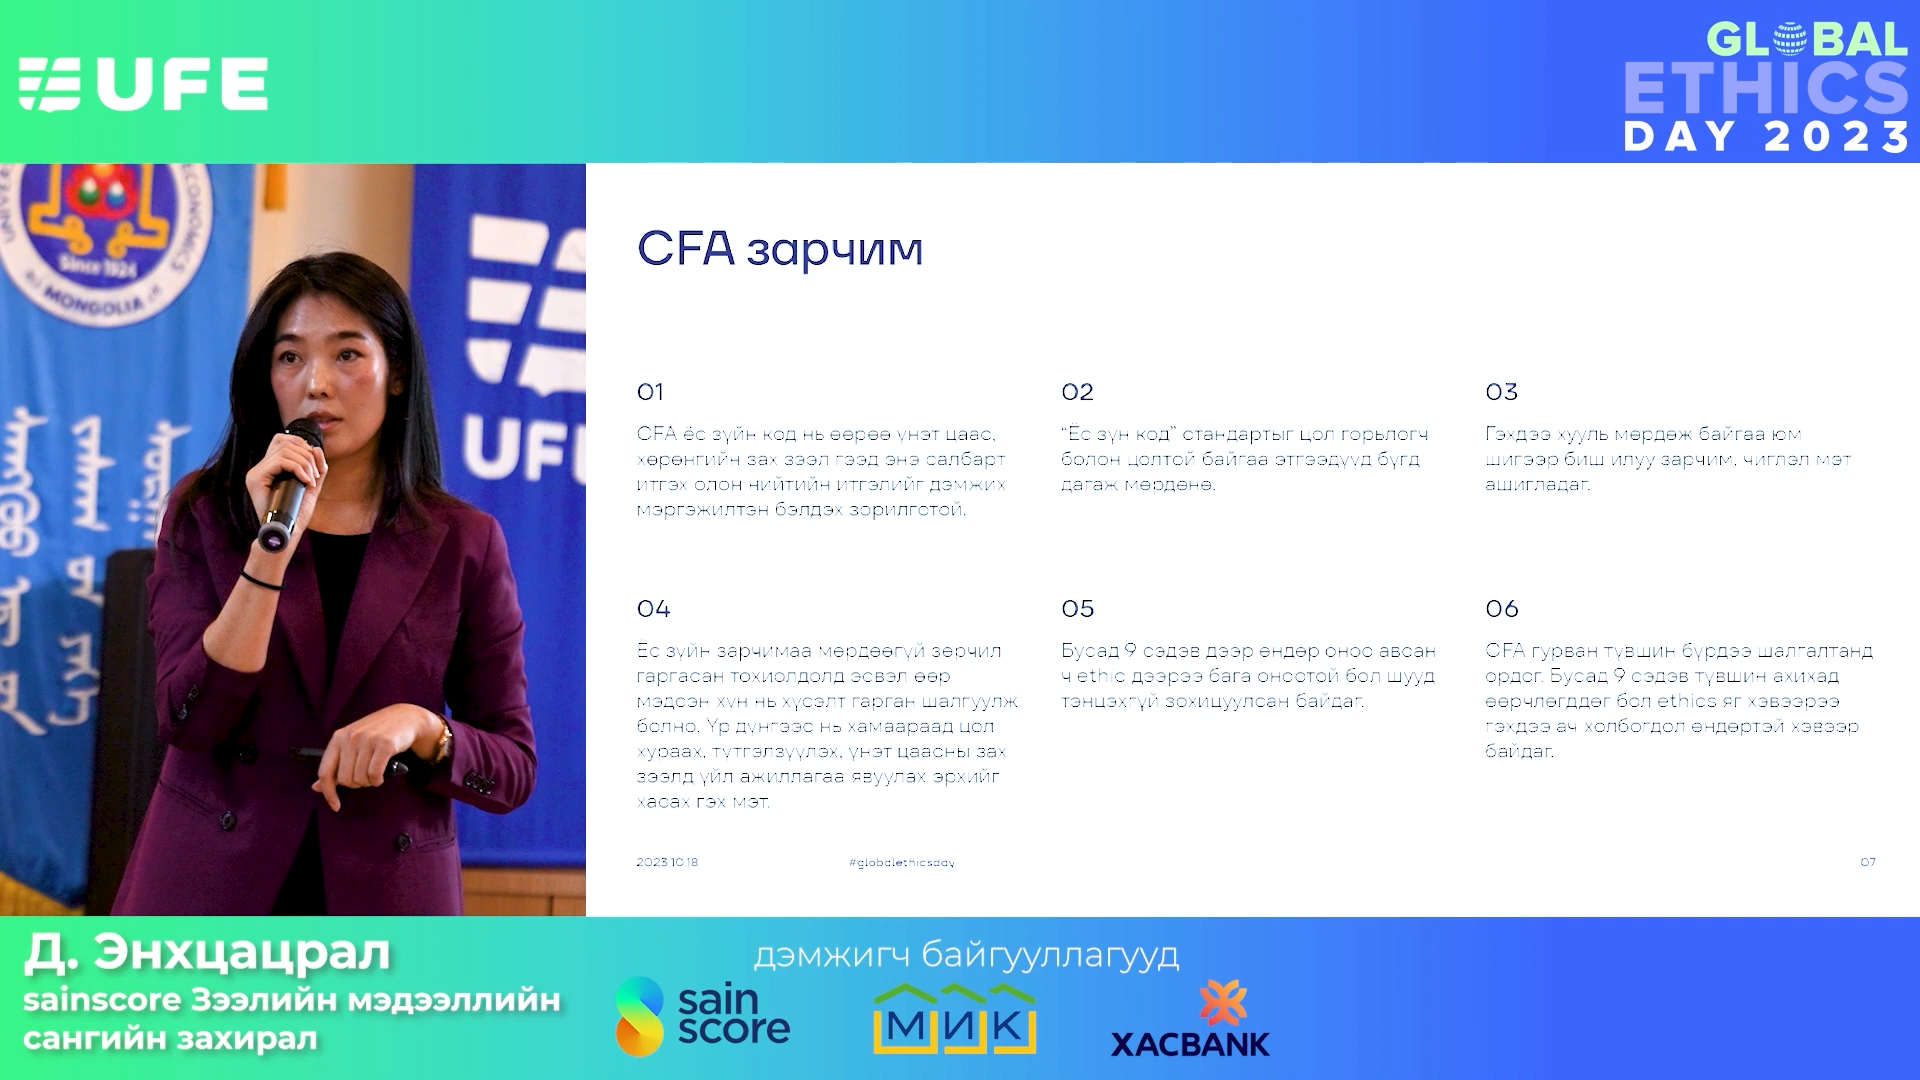 UFE
GLOBAL
ETHICS
DAY 2023
Since 1924
MONGOLIA
ECONOMICS
UFE
CFA зарчим
01
CFA ёс зүйн код нь өөрөө үнэт цаас,
хөрөнгийн зах зээл гээд энэ салбарт
итгэх олон нийтийн итгэлийг дэмжих
мэргэжилтэн бэлдэх зорилготой.
02
“Ёс зүн код” стандартыг цол горьлогч
болон цолтой байгаа этгээдүүд бүгд
дагаж мөрдөнө.
03
Гэхдээ хууль мөрдөж байгаа юм
шигээр биш илүү зарчим, чиглэл мэт
ашигладаг.
04
Ёс зүйн зарчимаа мөрдөөгүй зөрчил
гаргасан тохиолдолд эсвэл өөр
мэдсэн хүн нь хүсэлт гарган шалгуулж
болно. Үр дүнгээс нь хамаараад цол
хураах, түтгэлзүүлэх, үнэт цаасны зах
зээлд үйл ажиллагаа явуулах эрхийг
хасах гэх мэт.
05
Бусад 9 сэдэв дээр өндөр оноо авсан
ч ethic дээрээ бага оноотой бол шууд
тэнцэхгүй зохицуулсан байдаг.
06
CFA гурван түвшин бүрдээ шалгалтанд
ордог. Бусад 9 сэдэв түвшин ахихад
өөрчлөгддөг бол ethics яг хэвээрээ
гэхдээ ач холбогдол өндөртэй хэвээр
байдаг.
2023.10.18
#globalethicsday
07
Д. Энхцацрал
sainscore Зээлийн мэдээллийн
сангийн захирал
дэмжигч байгууллагууд
sain
score
МИК
ХАСBANK